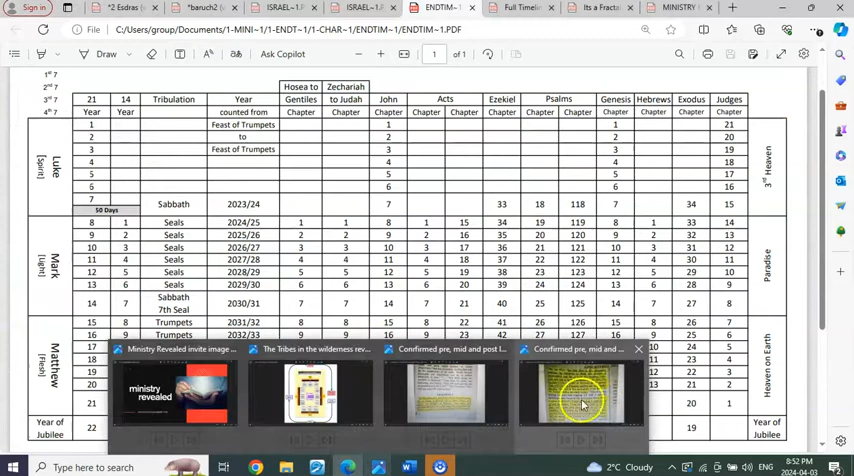 Sign in
*2 Esdras (
*baruch2 (w
ISRAEL~1.P
ISRAEL~1.P
ENDTIM~1
Full Timelin
Its a Fractal
MINISTRY R
File C:/Users/group/Documents/1-MINI~1/1-ENDT~1/1-CHAR~1/ENDTIM~1/ENDTIM~1.PDF
Draw
Ask Copilot
1 of 1
1st 7
2nd 7 Hosea to Zechariah
3rd 7 21 14 Tribulation Year Gentiles to Judah John Acts Ezekiel Psalms Genesis Hebrews Exodus Judges
4th 7 Year Year counted from Chapter Chapter Chapter Chapter Chapter Chapter Chapter Chapter Chapter Chapter
1 Feast of Trumpets 1 1 21
2 to 2 2 20
3 Feast of Trumpets 3 3 19
4 4 4 18
5 5 5 17
6 6 6 16
7 Sabbath 2023/24 7 33 18 118 7 34 15
50 Days
8 1 Seals 2024/25 1 1 8 1 15 34 19 119 8 1 33 14
9 2 Seals 2025/26 2 2 9 2 16 35 20 120 9 2 32 13
10 3 Seals 2026/27 3 3 10 3 17 36 21 121 10 3 31 12
11 4 Seals 2027/28 4 4 11 4 18 37 22 122 11 4 30 11
12 5 Seals 2028/29 5 5 12 5 19 38 23 123 12 5 29 10
13 6 Seals 2029/30 6 6 13 6 20 39 24 124 13 6 28 9
14 7 Sabbath 7th Seal 2030/31 7 7 14 7 21 40 25 125 14 7 27 8
15 8 Trumpets 2031/32 8 8 15 8 22 41 26 126 15 8 26 7
16 9 Trumpets 2032/33 9 9 16 9 23 42 27 127 16 9 25 6
17 10 24 5
18 11 23 4
19 12 22 3
20 13 21 2
21 20 1
Year of Jubilee 22 19 Year of Jubilee
Luke
[Spirit]
Mark
[Light]
Matthew
[Flesh]
3rd Heaven
Paradise
Heaven on Earth
Ministry Revealed invite image ...
The Tribes in the wilderness rev...
Confirmed pre, mid and post l...
Confirmed pre, mid and ...
ministry
revealed
Type here to search
2°C Cloudy
8:52 PM
2024-04-03